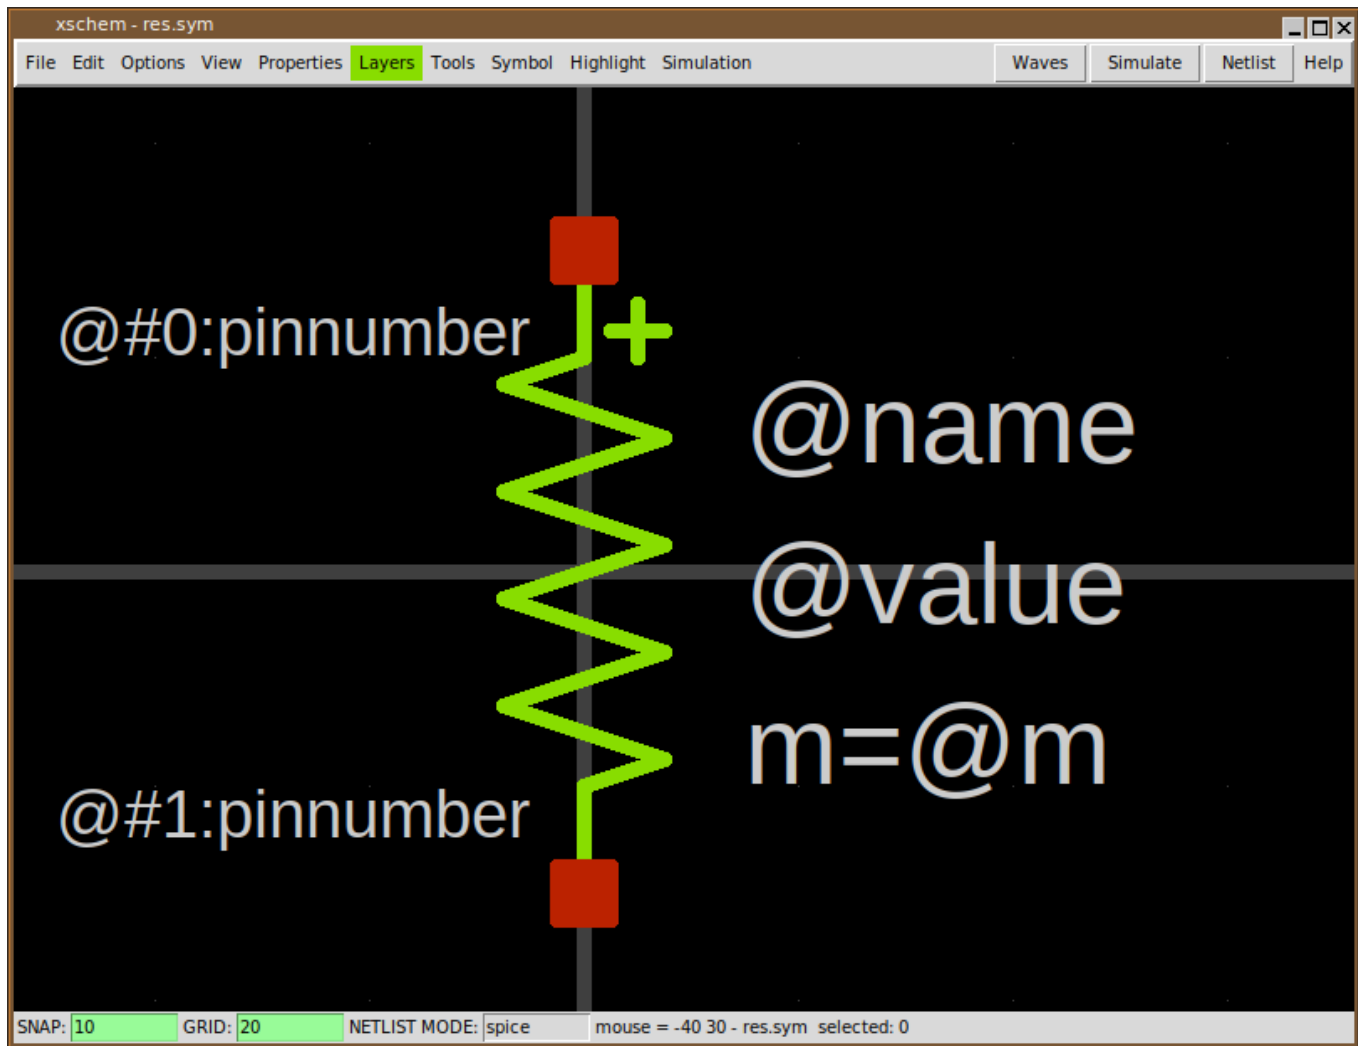 xschem - res.sym
File Edit Options View Properties Layers Tools Symbol Highlight Simulation Waves Simulate Netlist Help
@#0:pinnumber
@name
@value
m=@m
@#1:pinnumber
SNAP: 10 GRID: 20 NETLIST MODE: spice mouse = -40 30 - res.sym selected: 0